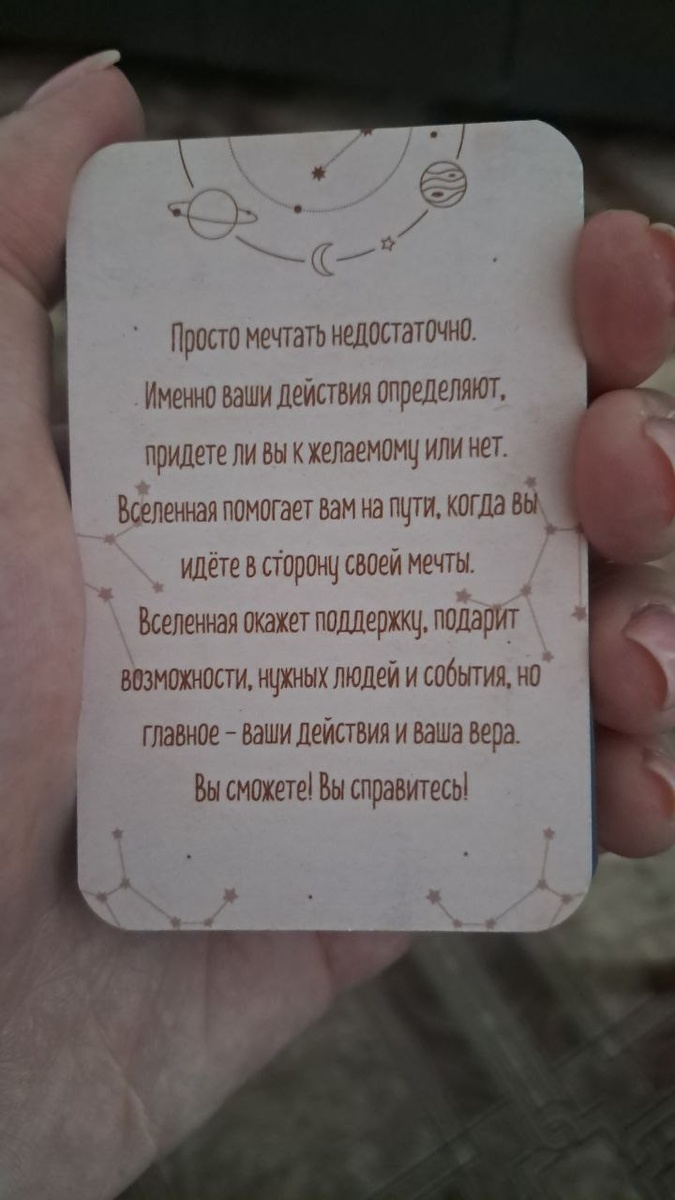 Просто мечтать недостаточно.
Именно ваши действия определяют,
придете ли вы к желаемому или нет.
Вселенная помогает вам на пути, когда вы
идёте в сторону своей мечты.
Вселенная окажет поддержку, подарит
возможности, нужных людей и события, но
главное – ваши действия и ваша вера.
Вы сможете! Вы справитесь!